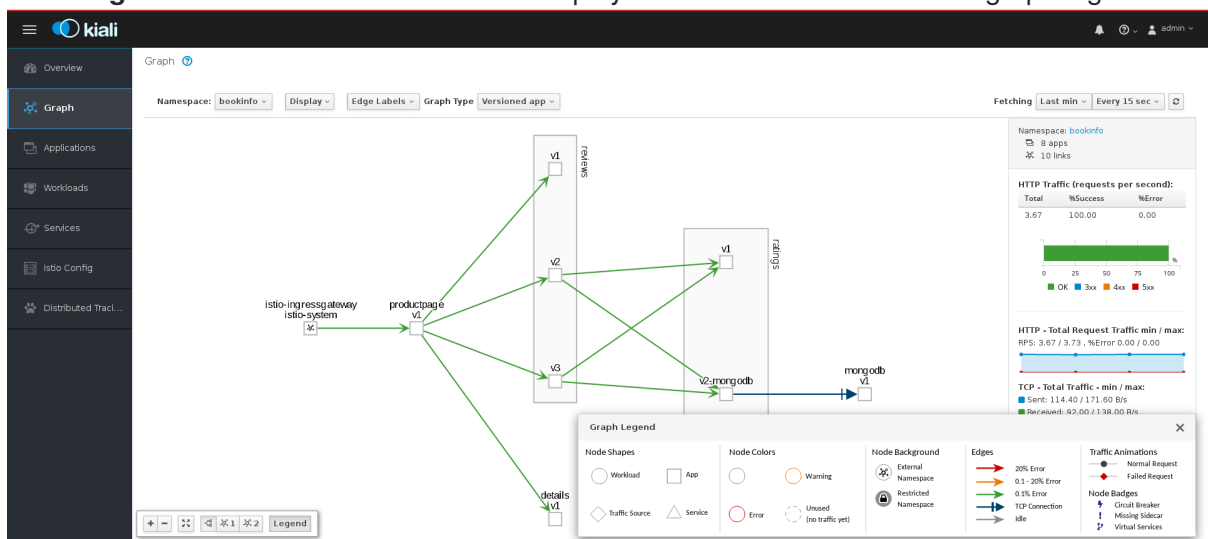 kiali
admin
Overview
Graph
Applications
Workloads
Services
Istio Config
Distributed Traci...
Graph
Namespace: bookinfo Display Edge Labels Graph Type Versioned app
Fetching Last min Every 15 sec
v1
reviews
v2
v3
v1
ratings
v2-mongodb
istio-ingressgateway
istio-system
productpage
v1
mongodb
v1
details
v1
Namespace: bookinfo
8 apps
10 links
HTTP Traffic (requests per second):
Total %Success %Error
3.67 100.00 0.00
%
0 25 50 75 100
OK 3xx 4xx 5xx
HTTP - Total Request Traffic min / max:
RPS: 3.67 / 3.73 , %Error 0.00 / 0.00
TCP - Total Traffic - min / max:
Sent: 114.40 / 171.60 B/s
Received: 92.00 / 138.00 B/s
Graph Legend
Node Shapes
Workload App
Traffic Source Service
Node Colors
Warning
Error Unused
(no traffic yet)
Node Background
External
Namespace
Restricted
Namespace
Edges
20% Error
0.1 - 20% Error
0.1% Error
TCP Connection
Idle
Traffic Animations
Normal Request
Failed Request
Node Badges
Circuit Breaker
Missing Sidecar
Virtual Services
1 2 Legend